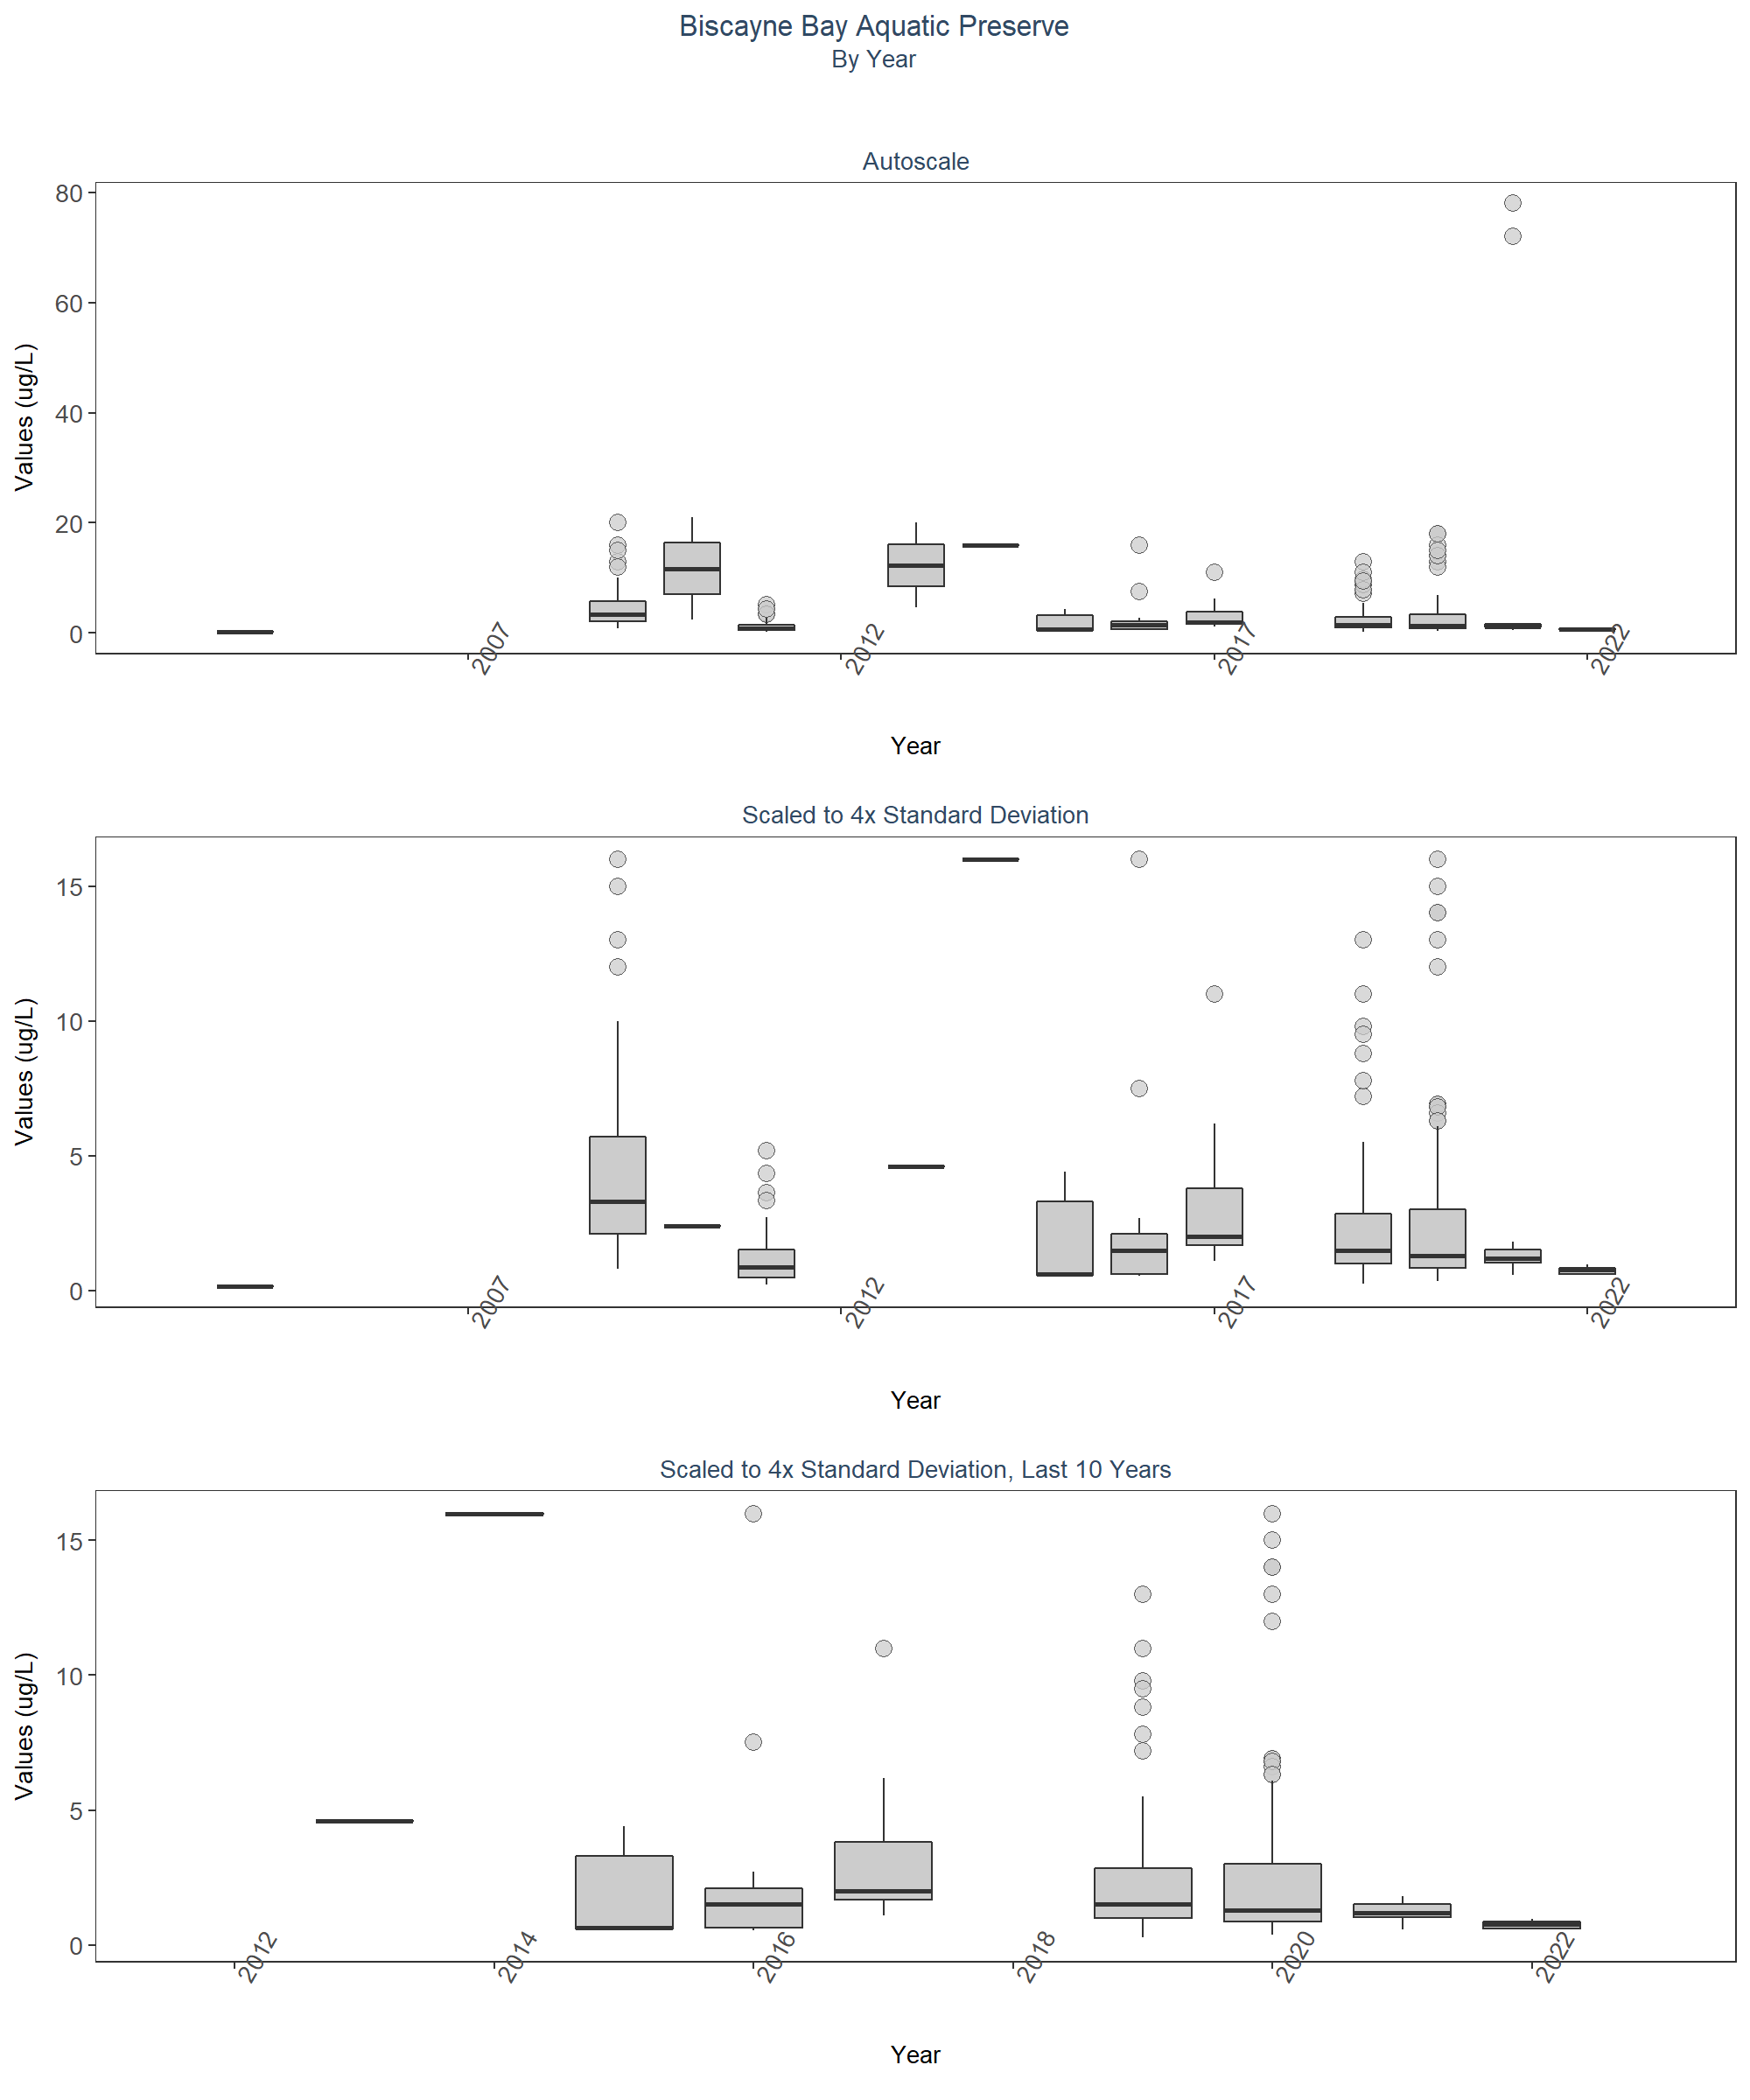 Biscayne Bay Aquatic Preserve
By Year
Autoscale
Values (ug/L)
80
60
40
20
0
2007
2012
2017
2022
Year
Scaled to 4x Standard Deviation
Values (ug/L)
15
10
5
0
2007
2012
2017
2022
Year
Scaled to 4x Standard Deviation, Last 10 Years
Values (ug/L)
15
10
5
0
2012
2014
2016
2018
2020
2022
Year